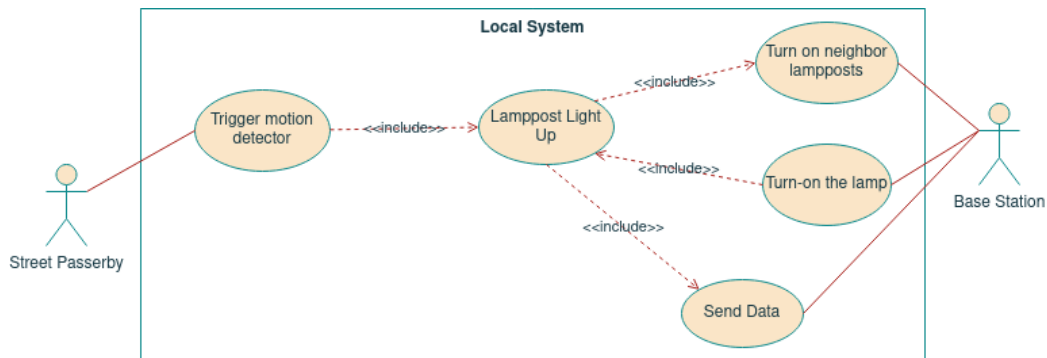 Local System
Turn on neighbor
lampposts
<<include>>
Trigger motion
detector
<<include>>
Lamppost Light
Up
<<include>>
Turn-on the lamp
Base Station
Street Passerby
<<include>>
Send Data